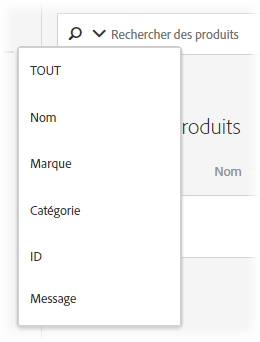 Rechercher des produits
TOUT
Nom
roduits
Marque
Nom
Catégorie
ID
Message